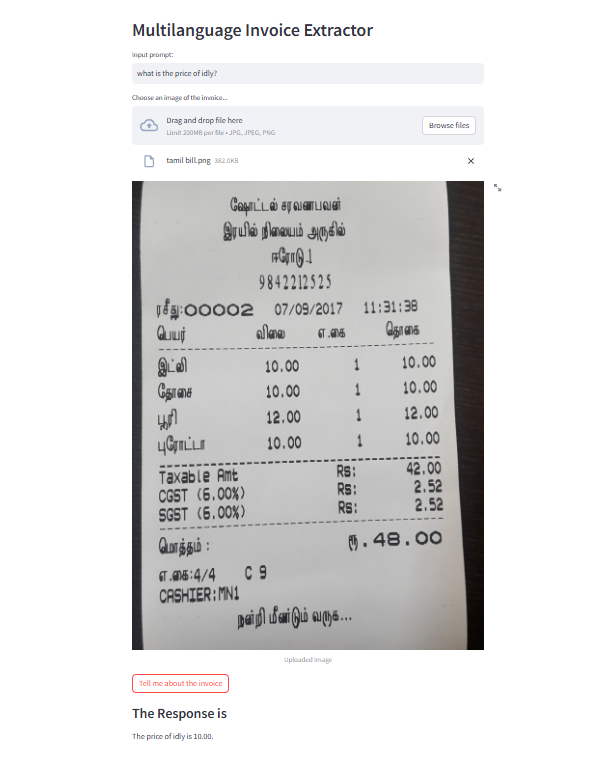 Multilanguage Invoice Extractor
Input prompt:
what is the price of idly?
Choose an image of the invoice...
Drag and drop file here
Limit 200MB per file • JPG, JPEG, PNG
Browse files
tamil bill.png 382.0KB
ஹோட்டல் சரவணபவன்
இரயில் நிலையம் அருகில்
ஈரோடு.1
9842212525
ரசீது:00002 07/09/2017 11:31:38
பெயர் விலை எ.கை தொகை
இட்லி 10.00 1 10.00
தோசை 10.00 1 10.00
பூரி 12.00 1 12.00
புரோட்டா 10.00 1 10.00
Taxable Amt Rs: 42.00
CGST (6.00%) Rs: 2.52
SGST (6.00%) Rs: 2.52
மொத்தம் : ரூ.48.00
எ.கை:4/4 C 9
CASHIER:MN1
நன்றி மீண்டும் வருக...
Uploaded Image
Tell me about the invoice
The Response is
The price of idly is 10.00.